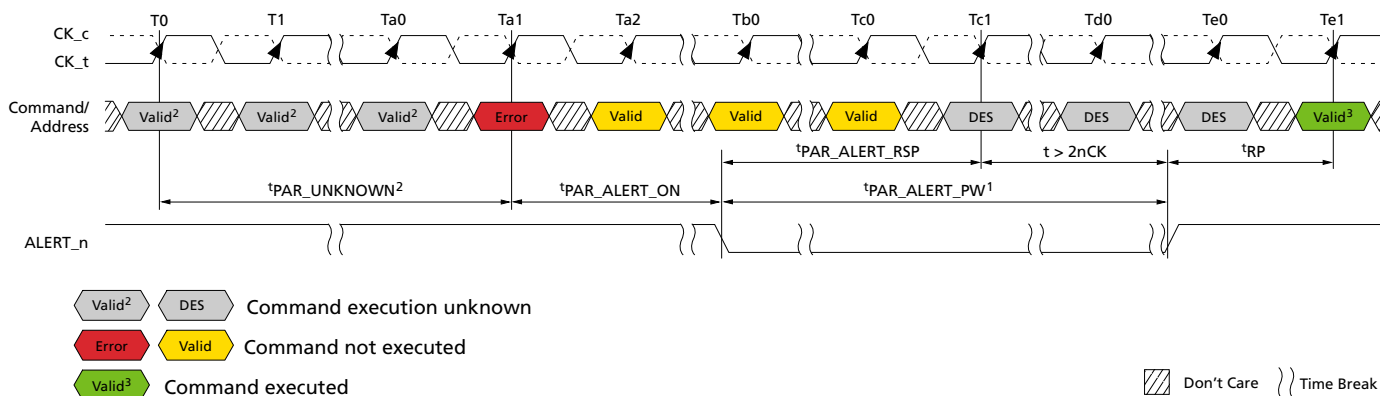 T0 T1 Ta0 Ta1 Ta2 Tb0 Tc0 Tc1 Td0 Te0 Te1
CK_c
CK_t
Command/
Address
Valid² Valid² Valid² Error Valid Valid Valid DES DES DES Valid³
tPAR_ALERT_RSP t > 2nCK tRP
tPAR_UNKNOWN² tPAR_ALERT_ON tPAR_ALERT_PW¹
ALERT_n
Valid² DES Command execution unknown
Error Valid Command not executed
Valid³ Command executed
Don't Care Time Break